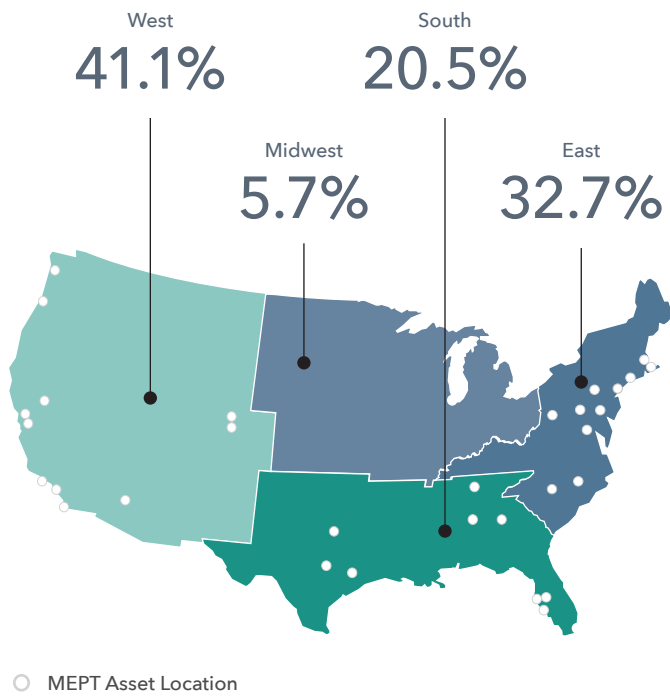 West
41.1%
South
20.5%
Midwest
5.7%
East
32.7%
MEPT Asset Location